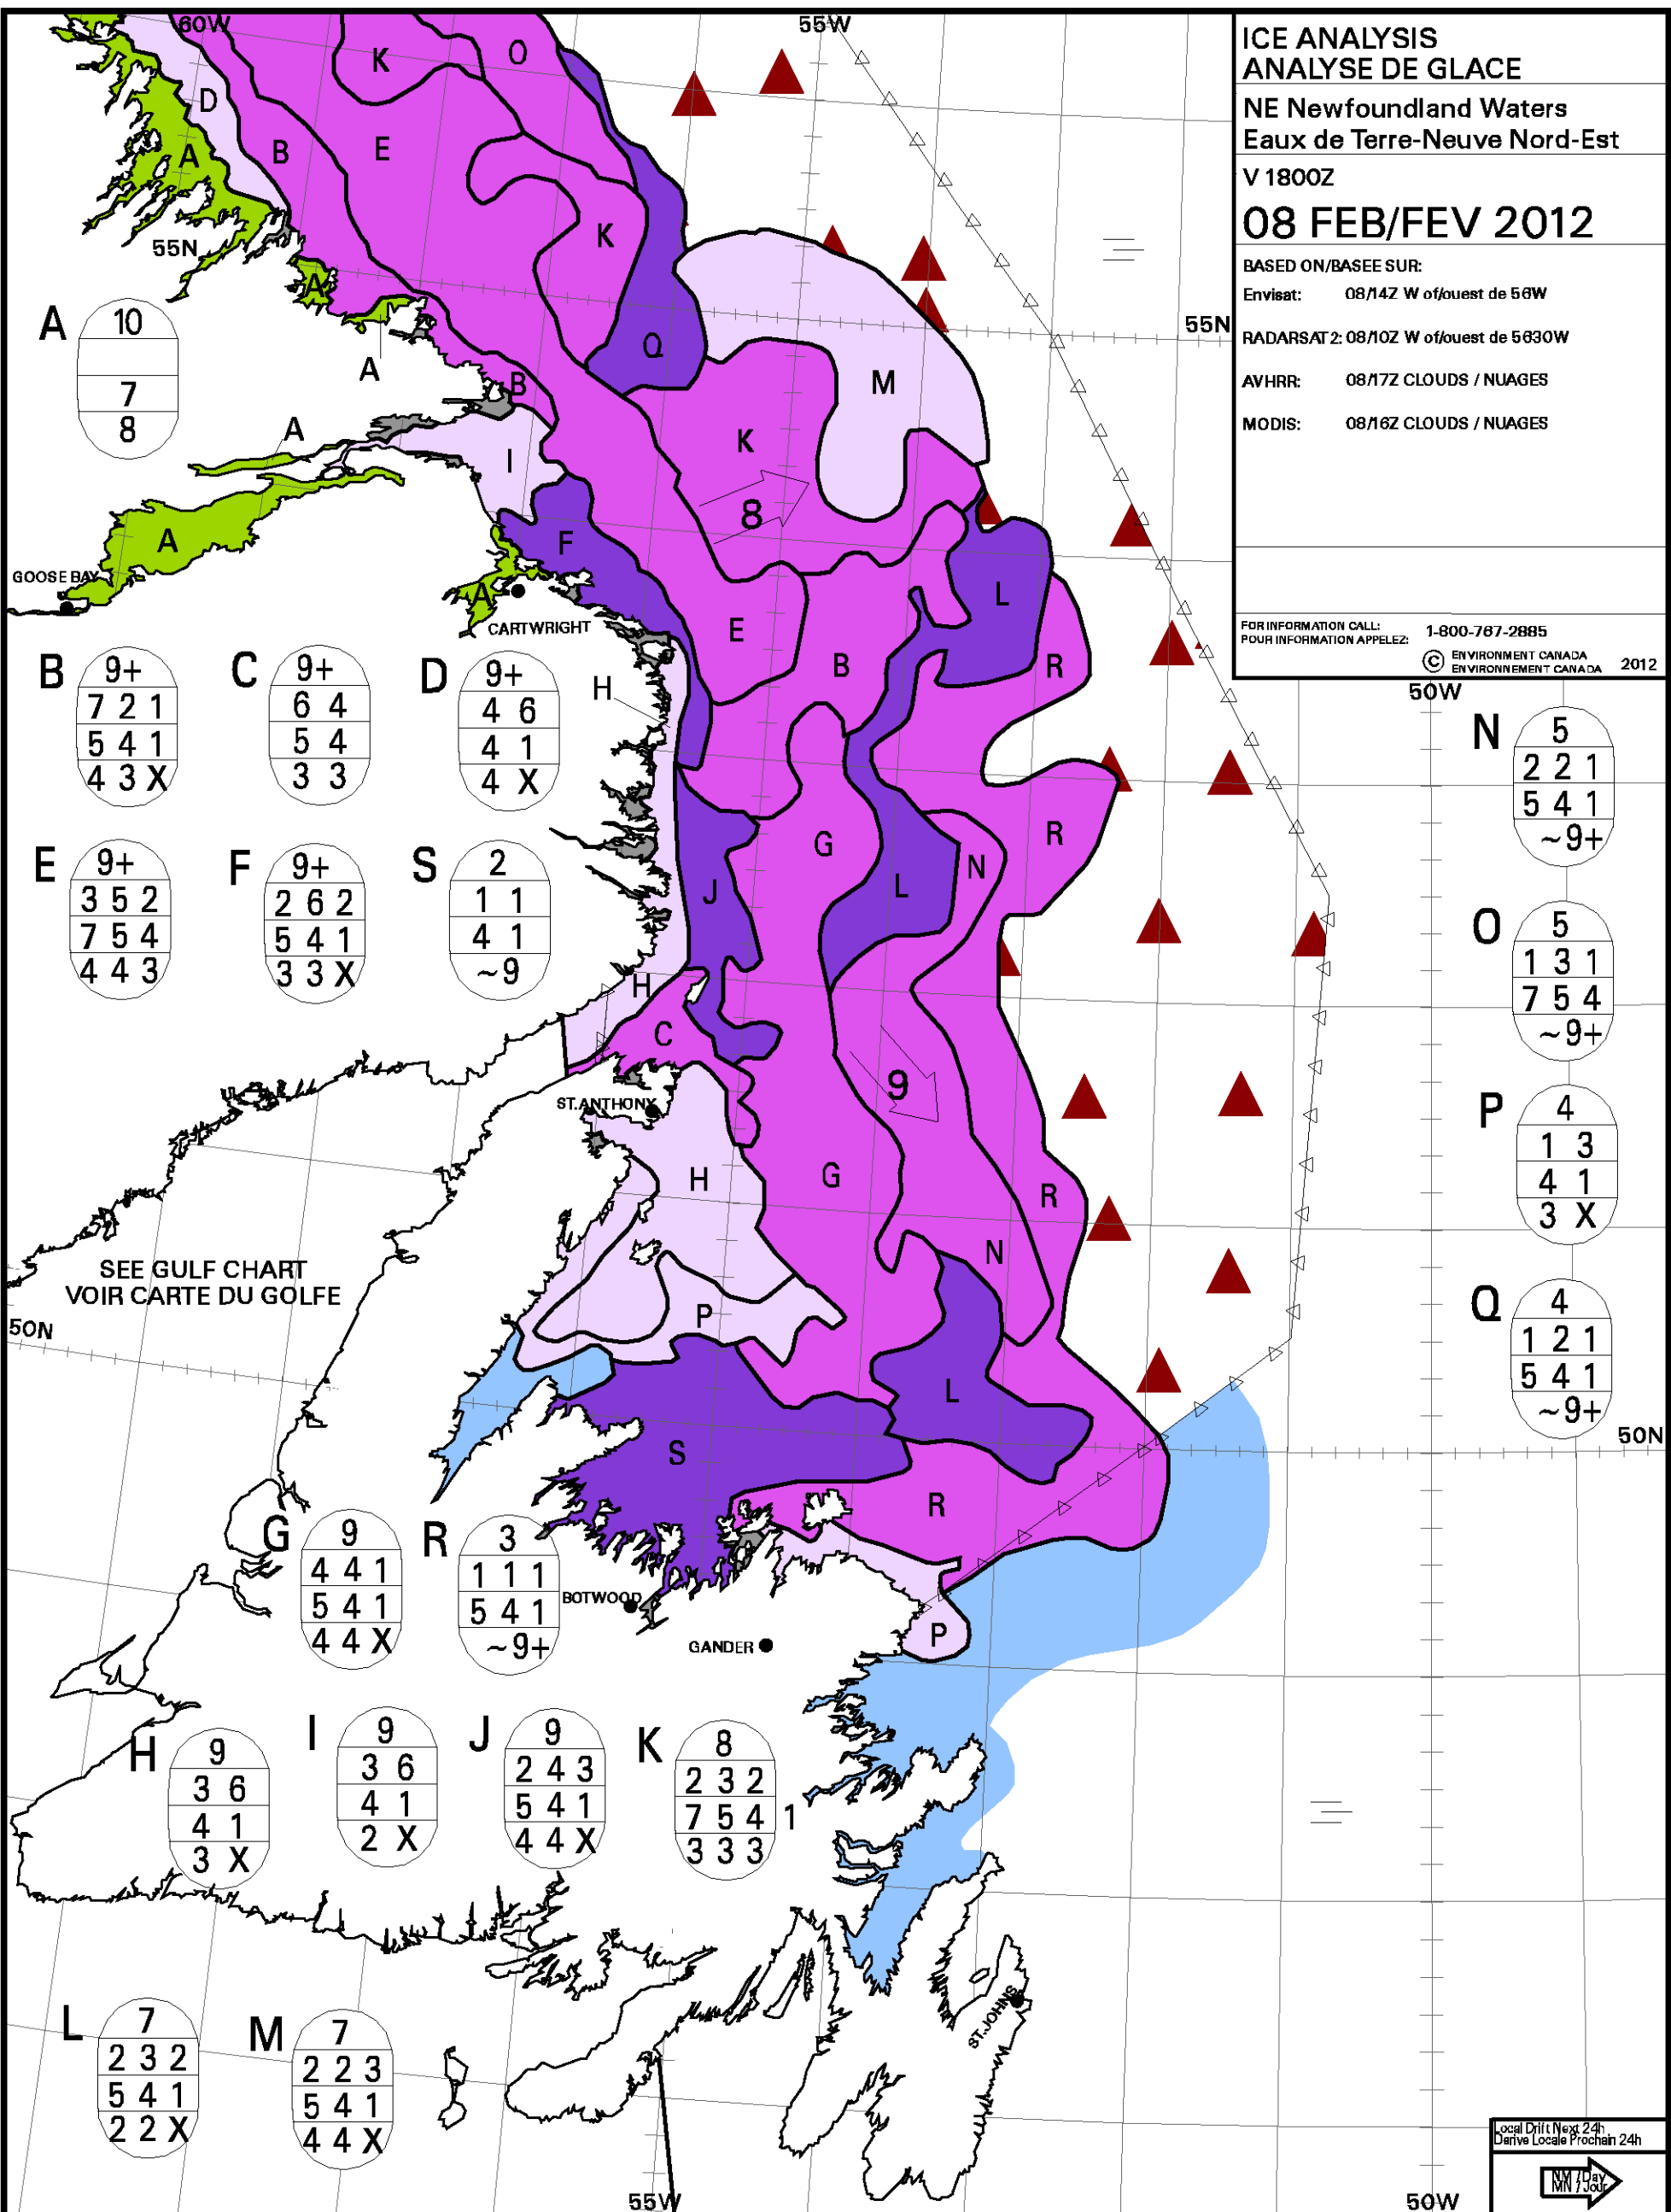 60W
55W
ICE ANALYSIS
ANALYSE DE GLACE
NE Newfoundland Waters
Eaux de Terre-Neuve Nord-Est
V 1800Z
08 FEB/FEV 2012
BASED ON/BASEE SUR:
Envisat: 08/14Z W of/ouest de 56W
RADARSAT2: 08/10Z W of/ouest de 5630W
AVHRR: 08/17Z CLOUDS / NUAGES
MODIS: 08/16Z CLOUDS / NUAGES
FOR INFORMATION CALL:
POUR INFORMATION APPELEZ: 1-800-767-2885
© ENVIRONMENT CANADA
ENVIRONNEMENT CANADA 2012
K
O
D
B
E
A
K
55N
A
Q
M
55N
A
B
A
K
I
8
A
F
L
GOOSE BAY
A
CARTWRIGHT
E
B
R
H
50W
G
R
N
J
L
H
C
9
ST.ANTHONY
H
G
R
N
SEE GULF CHART
VOIR CARTE DU GOLFE
P
50N
L
50N
S
R
BOTWOOD
GANDER
P
ST.JOHNS
55W
50W
A
10
7
8
B
9+
7 2 1
5 4 1
4 3 X
C
9+
6 4
5 4
3 3
D
9+
4 6
4 1
4 X
E
9+
3 5 2
7 5 4
4 4 3
F
9+
2 6 2
5 4 1
3 3 X
S
2
1 1
4 1
~9
N
5
2 2 1
5 4 1
~9+
O
5
1 3 1
7 5 4
~9+
P
4
1 3
4 1
3 X
Q
4
1 2 1
5 4 1
~9+
G
9
4 4 1
5 4 1
4 4 X
R
3
1 1 1
5 4 1
~9+
H
9
3 6
4 1
3 X
I
9
3 6
4 1
2 X
J
9
2 4 3
5 4 1
4 4 X
K
8
2 3 2
7 5 4 1
3 3 3
L
7
2 3 2
5 4 1
2 2 X
M
7
2 2 3
5 4 1
4 4 X
Local Drift Next 24h
Derive Locale Prochain 24h
NM / Day
MN / Jour